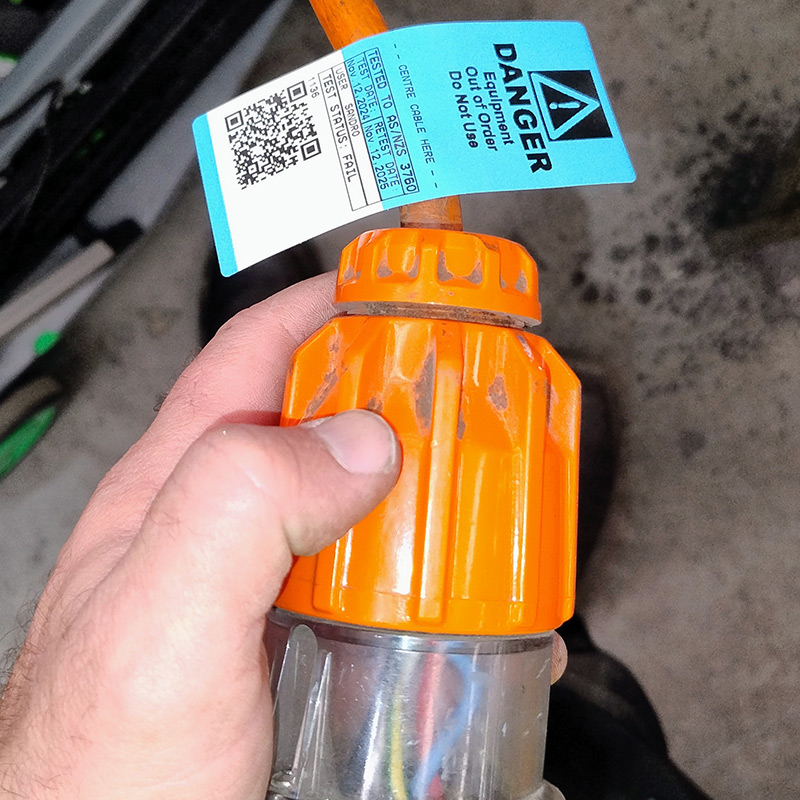 DANGER
Equipment
Out of Order
Do Not Use
- - CENTRE CABLE HERE - -
TESTED TO AS/NZS 3760
TEST DATE: RETEST DATE:
Nov 12, 2024 Nov 12, 2025
USER SANDRO
TEST STATUS: FAIL
1136